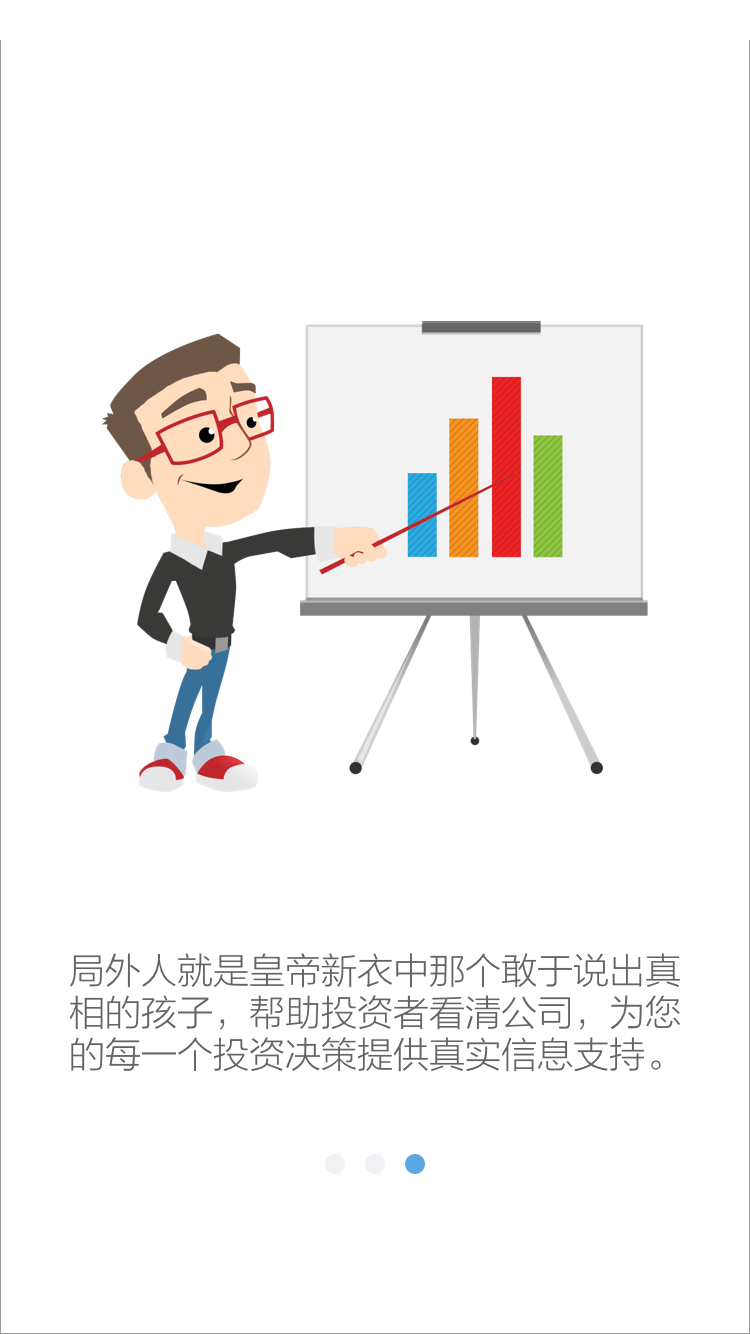 局外人就是皇帝新衣中那个敢于说出真
相的孩子，帮助投资者看清公司，为您
的每一个投资决策提供真实信息支持。